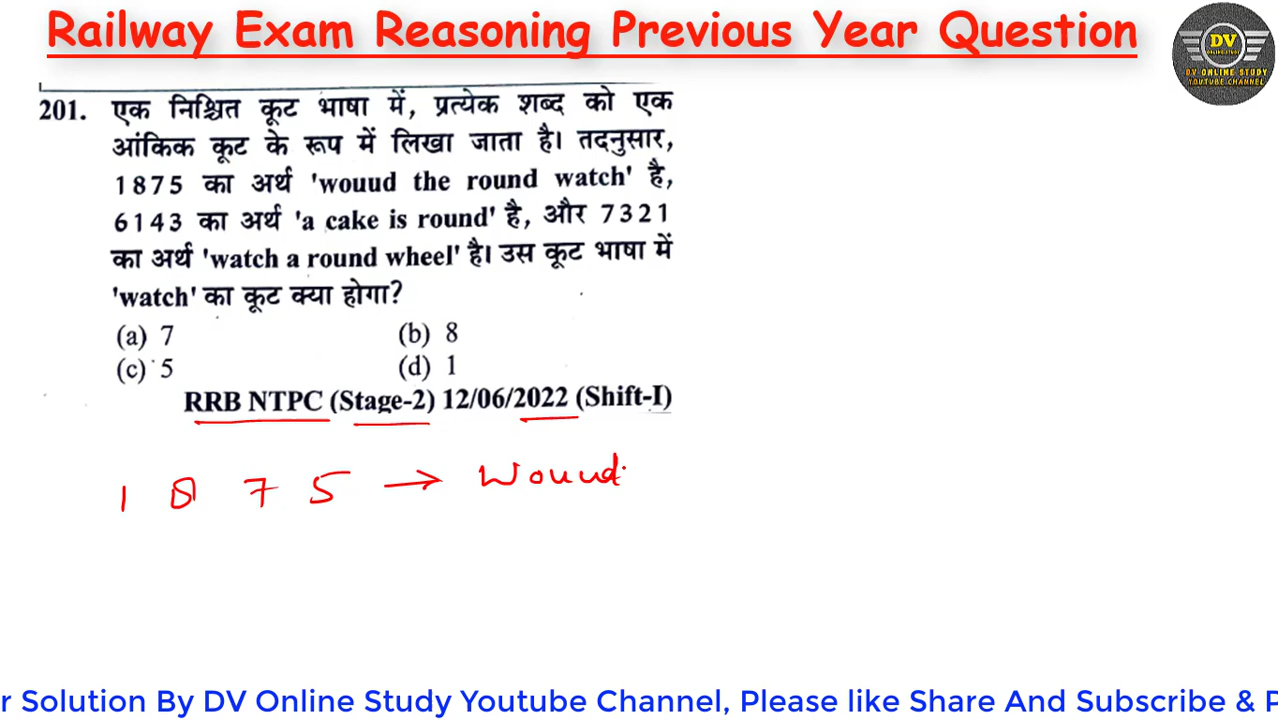 Railway Exam Reasoning Previous Year Question
DV
ONLINE STUDY
DV ONLINE STUDY
YOUTUBE CHANNEL
201. एक निश्चित कूट भाषा में, प्रत्येक शब्द को एक
आंकिक कूट के रूप में लिखा जाता है। तदनुसार,
1875 का अर्थ 'wouud the round watch' है,
6143 का अर्थ 'a cake is round' है, और 7321
का अर्थ 'watch a round wheel' है। उस कूट भाषा में
'watch' का कूट क्या होगा?
(a) 7 (b) 8
(c) 5 (d) 1
RRB NTPC (Stage-2) 12/06/2022 (Shift-I)
1 8 7 5 → Wouud
r Solution By DV Online Study Youtube Channel, Please like Share And Subscribe & P